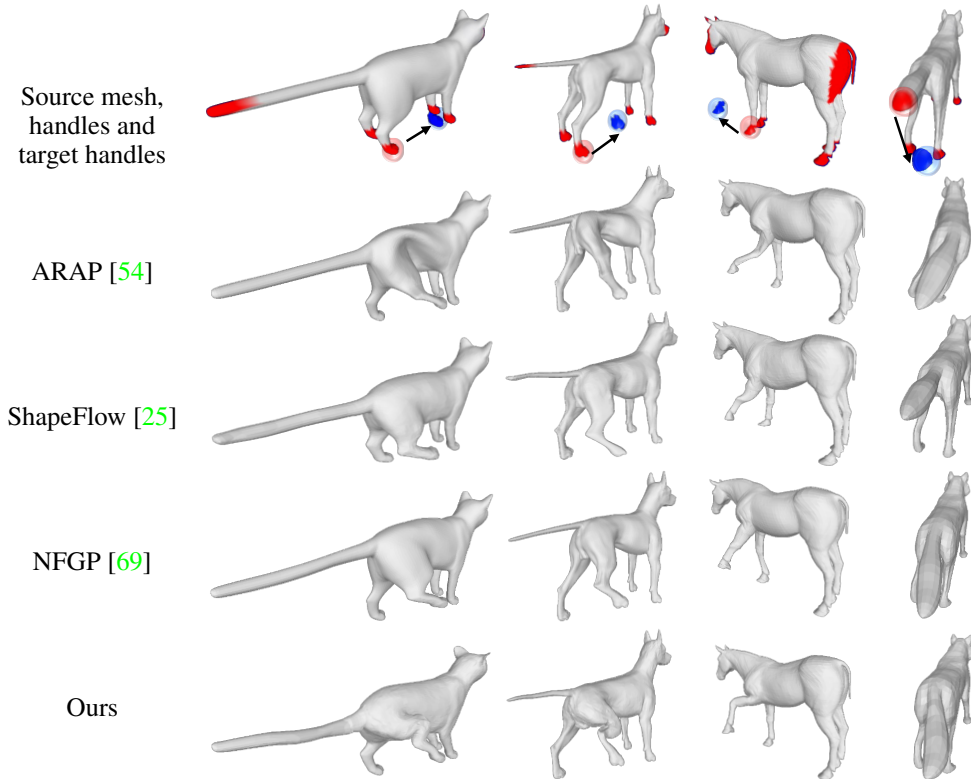 Source mesh,
handles and
target handles
ARAP [54]
ShapeFlow [25]
NFGP [69]
Ours